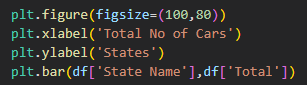 plt.figure(figsize=(100,80))
plt.xlabel('Total No of Cars')
plt.ylabel('States')
plt.bar(df['State Name'],df['Total'])